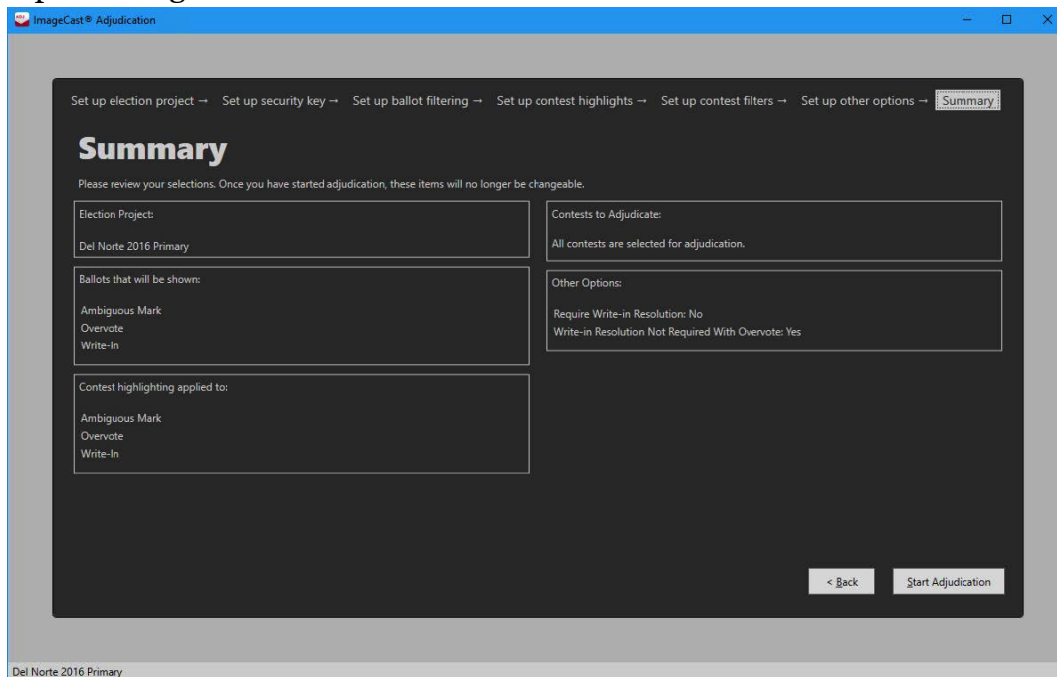 ImageCast® Adjudication
Set up election project → Set up security key → Set up ballot filtering → Set up contest highlights → Set up contest filters → Set up other options → Summary
Summary
Please review your selections. Once you have started adjudication, these items will no longer be changeable.
Election Project:
Del Norte 2016 Primary
Ballots that will be shown:
Ambiguous Mark
Overvote
Write-In
Contest highlighting applied to:
Ambiguous Mark
Overvote
Write-In
Contests to Adjudicate:
All contests are selected for adjudication.
Other Options:
Require Write-in Resolution: No
Write-in Resolution Not Required With Overvote: Yes
< Back
Start Adjudication
Del Norte 2016 Primary